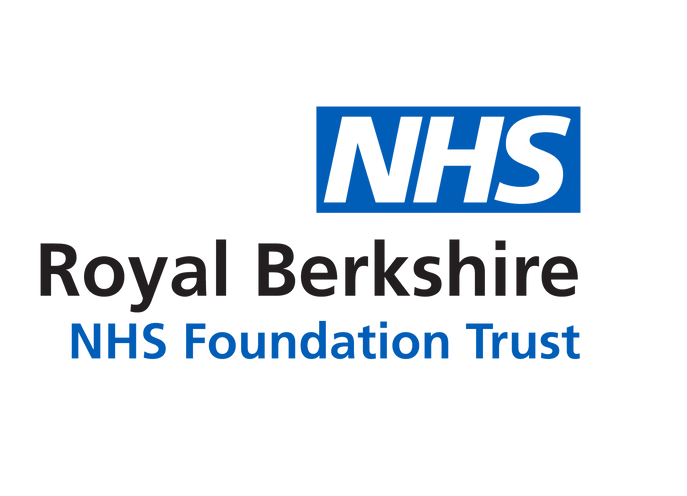 NHS
Royal Berkshire
NHS Foundation Trust